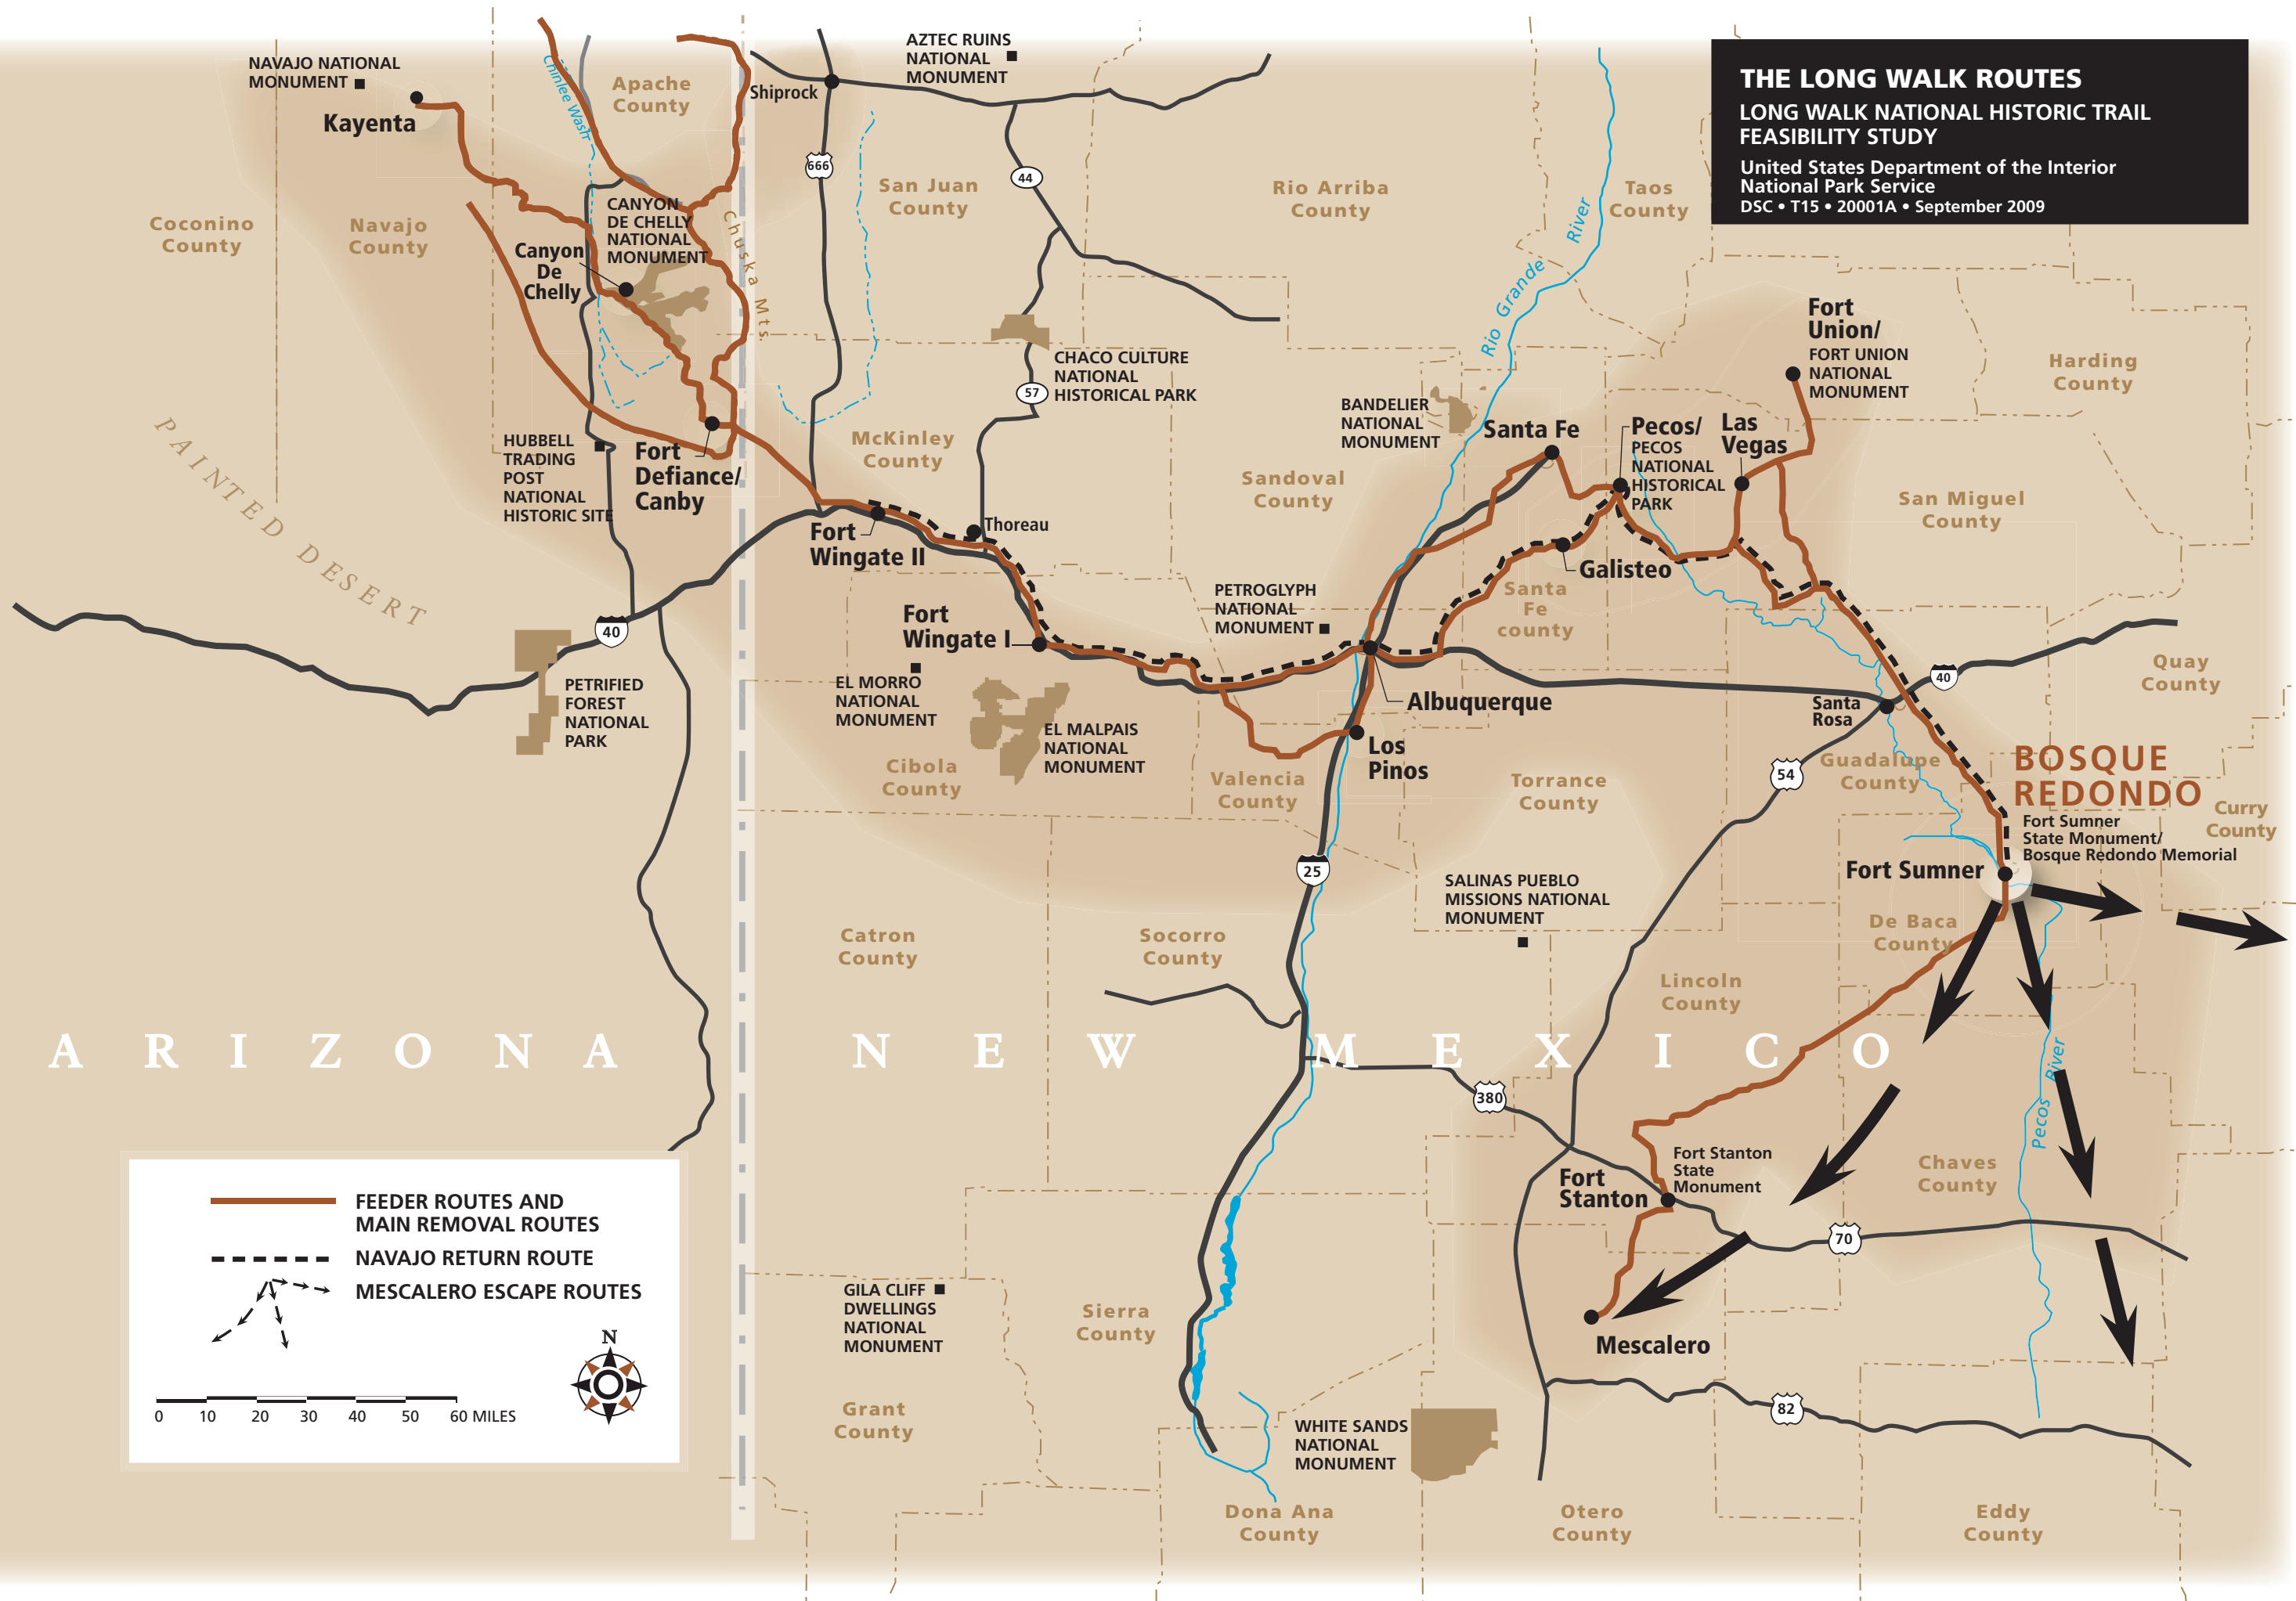 THE LONG WALK ROUTES
LONG WALK NATIONAL HISTORIC TRAIL
FEASIBILITY STUDY
United States Department of the Interior
National Park Service
DSC • T15 • 20001A • September 2009
NAVAJO NATIONAL
MONUMENT
Kayenta
Chinlee Wash
Apache
County
Shiprock
AZTEC RUINS
NATIONAL
MONUMENT
666
44
San Juan
County
Rio Arriba
County
Taos
County
Rio Grande
River
Coconino
County
Navajo
County
CANYON
DE CHELLY
NATIONAL
MONUMENT
Canyon
De
Chelly
Chuska Mts.
CHACO CULTURE
NATIONAL
HISTORICAL PARK
57
Fort
Union/
FORT UNION
NATIONAL
MONUMENT
Harding
County
BANDELIER
NATIONAL
MONUMENT
Santa Fe
Pecos/
PECOS
NATIONAL
HISTORICAL
PARK
Las
Vegas
PAINTED DESERT
HUBBELL
TRADING
POST
NATIONAL
HISTORIC SITE
Fort
Defiance/
Canby
McKinley
County
Sandoval
County
San Miguel
County
Fort
Wingate II
Thoreau
Galisteo
Santa
Fe
county
PETROGLYPH
NATIONAL
MONUMENT
Fort
Wingate I
40
PETRIFIED
FOREST
NATIONAL
PARK
EL MORRO
NATIONAL
MONUMENT
EL MALPAIS
NATIONAL
MONUMENT
Albuquerque
Los
Pinos
Santa
Rosa
40
Quay
County
Cibola
County
Valencia
County
Torrance
County
54
Guadalupe
County
BOSQUE
REDONDO
Curry
County
Fort Sumner
State Monument/
Bosque Redondo Memorial
Fort Sumner
25
SALINAS PUEBLO
MISSIONS NATIONAL
MONUMENT
De Baca
County
Catron
County
Socorro
County
Lincoln
County
ARIZONA
NEW MEXICO
380
Pecos
River
Fort Stanton
State
Monument
Fort
Stanton
Chaves
County
70
Mescalero
GILA CLIFF
DWELLINGS
NATIONAL
MONUMENT
Sierra
County
Grant
County
82
WHITE SANDS
NATIONAL
MONUMENT
Dona Ana
County
Otero
County
Eddy
County
FEEDER ROUTES AND
MAIN REMOVAL ROUTES
NAVAJO RETURN ROUTE
MESCALERO ESCAPE ROUTES
N
0 10 20 30 40 50 60 MILES